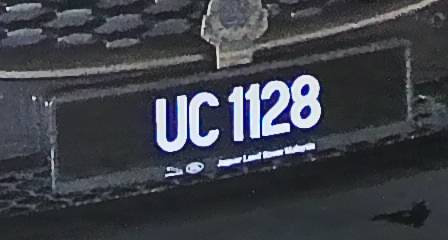 UC 1128
Jaguar Land Rover Malaysia